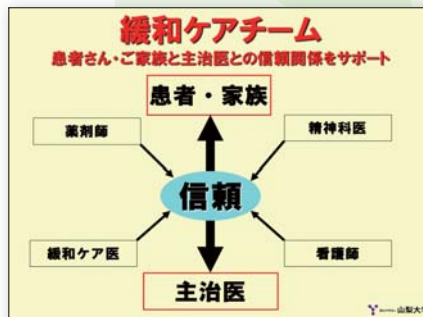 緩和ケアチーム
患者さん・ご家族と主治医との信頼関係をサポート
患者・家族
薬剤師
精神科医
信頼
緩和ケア医
看護師
主治医
山梨大学